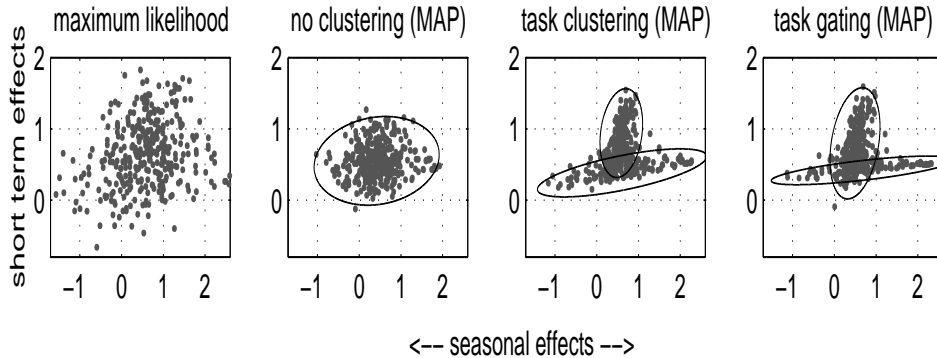 maximum likelihood
no clustering (MAP)
task clustering (MAP)
task gating (MAP)
short term effects
2
1
0
−1 0 1 2
2
1
0
−1 0 1 2
2
1
0
−1 0 1 2
2
1
0
−1 0 1 2
<−− seasonal effects −−>